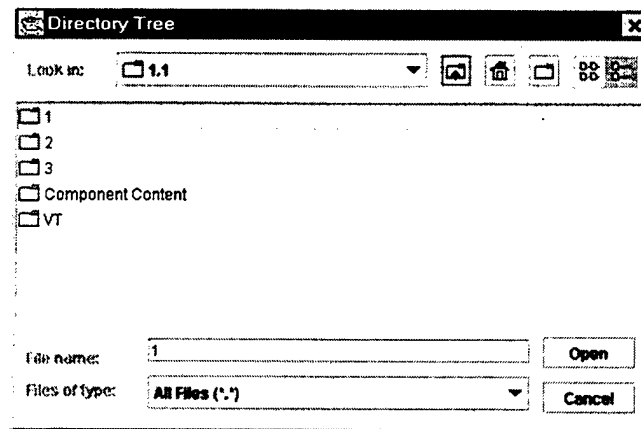 Directory Tree
Look in: 1.1
1
2
3
Component Content
VT
File name: 1 Open
Files of type: All Files (*.*) Cancel